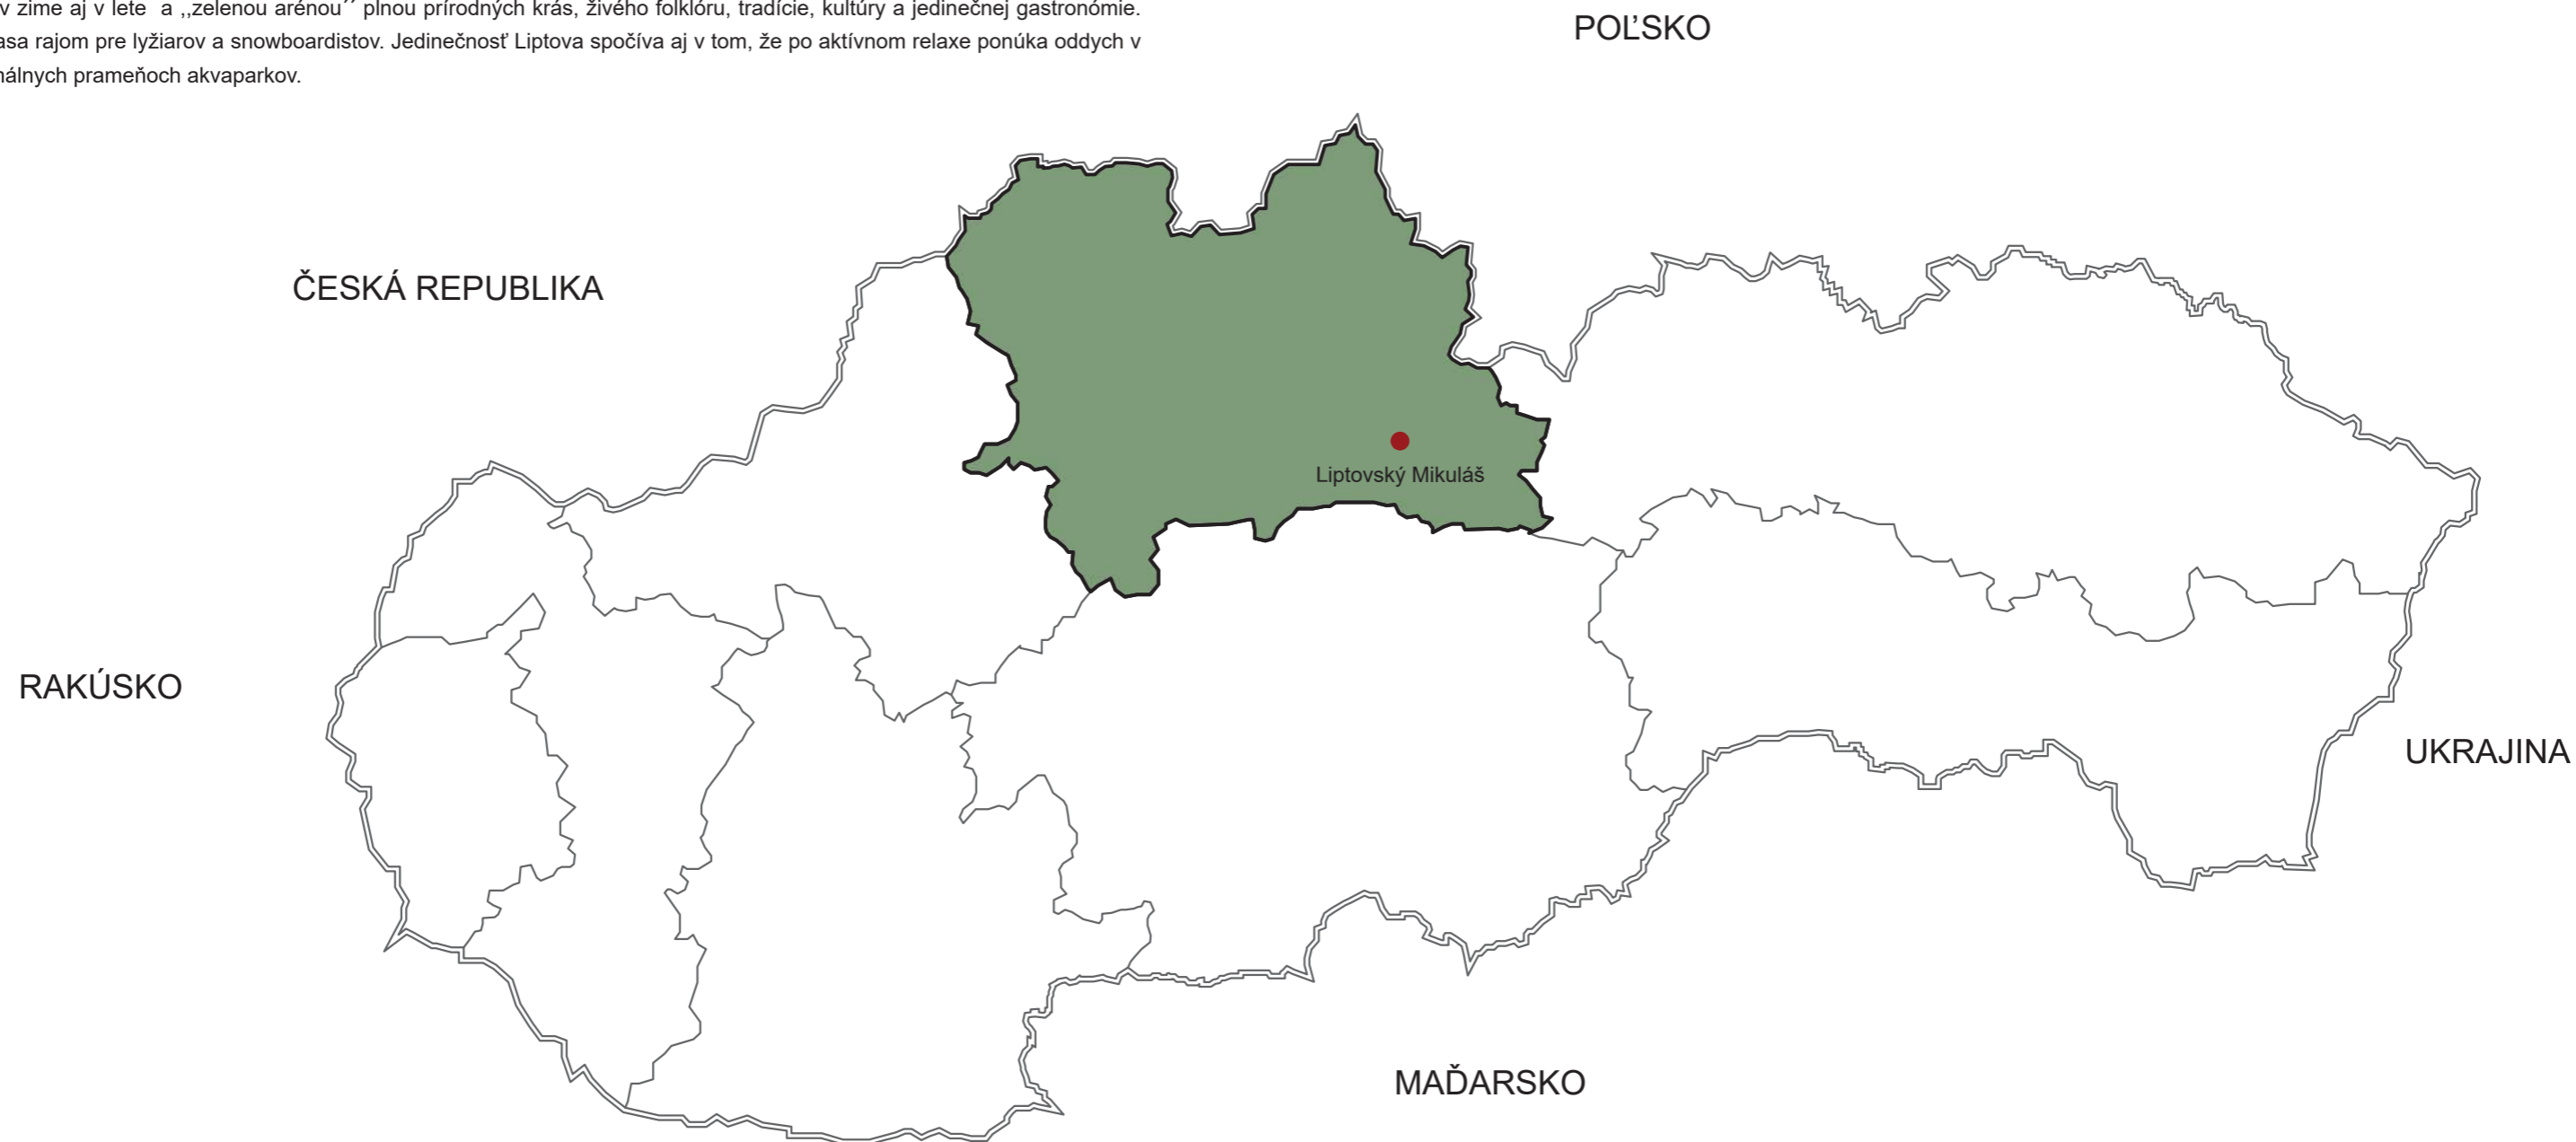 v zime aj v lete a ,,zelenou arénou´´ plnou prírodných krás, živého folklóru, tradície, kultúry a jedinečnej gastronómie.
rajom pre lyžiarov a snowboardistov. Jedinečnosť Liptova spočíva aj v tom, že po aktívnom relaxe ponúka oddych v
prameňoch akvaparkov.
POĽSKO
ČESKÁ REPUBLIKA
Liptovský Mikuláš
RAKÚSKO
UKRAJINA
MAĎARSKO